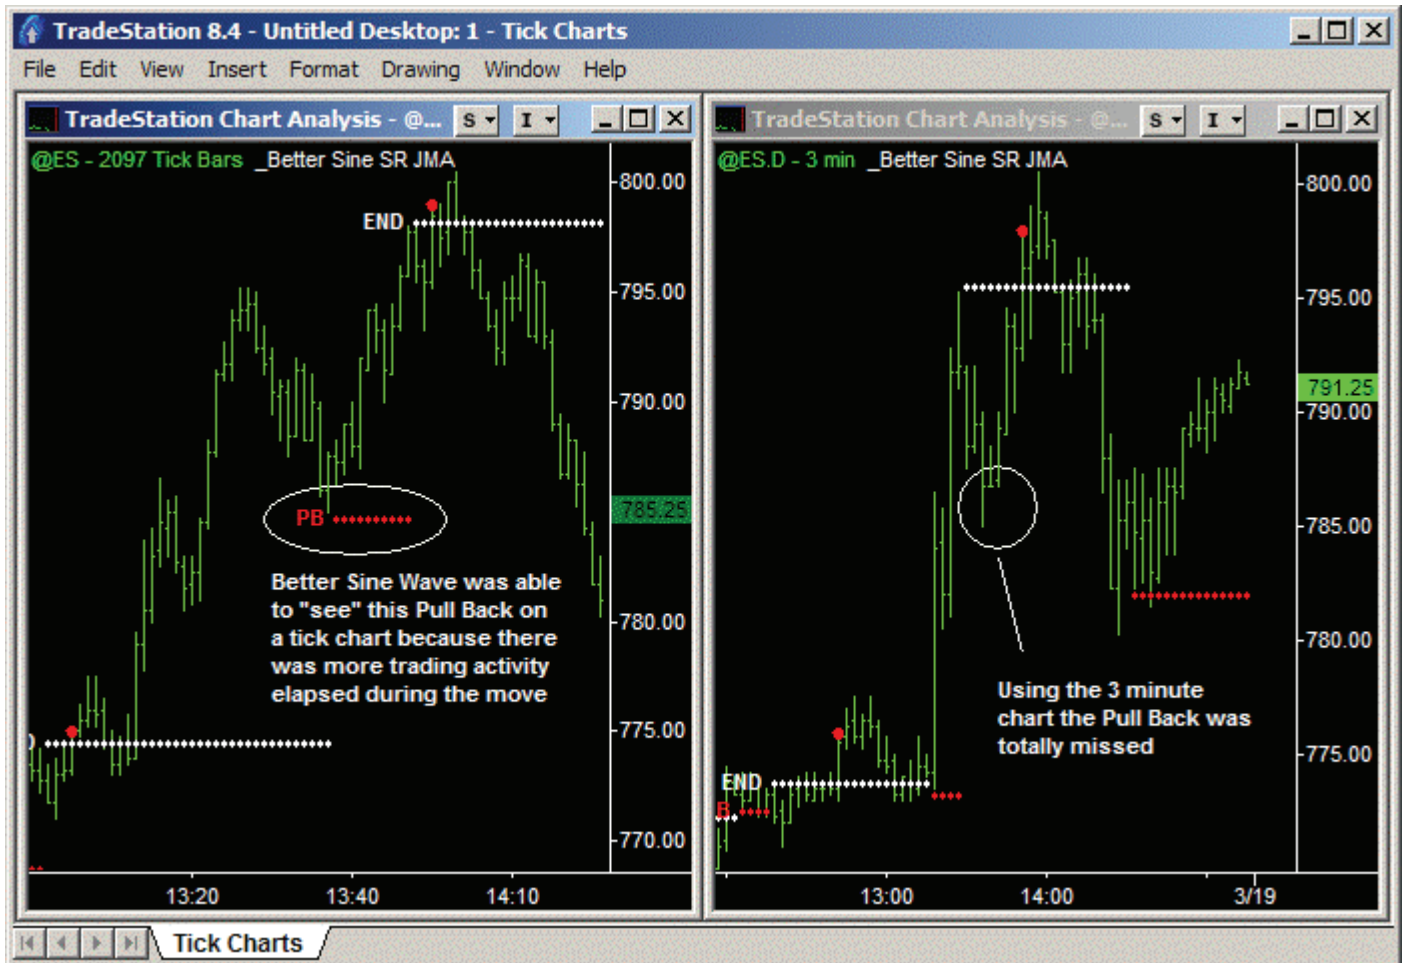 TradeStation 8.4 - Untitled Desktop: 1 - Tick Charts
File Edit View Insert Format Drawing Window Help
TradeStation Chart Analysis - @...
S I
@ES - 2097 Tick Bars _Better Sine SR JMA
800.00
END
795.00
790.00
785.25
PB
Better Sine Wave was able
to "see" this Pull Back on
a tick chart because there
was more trading activity
elapsed during the move
780.00
775.00
770.00
13:20 13:40 14:10
TradeStation Chart Analysis - @...
S I
@ES.D - 3 min _Better Sine SR JMA
800.00
795.00
791.25
790.00
785.00
780.00
Using the 3 minute
chart the Pull Back was
totally missed
775.00
END
B
13:00 14:00 3/19
Tick Charts